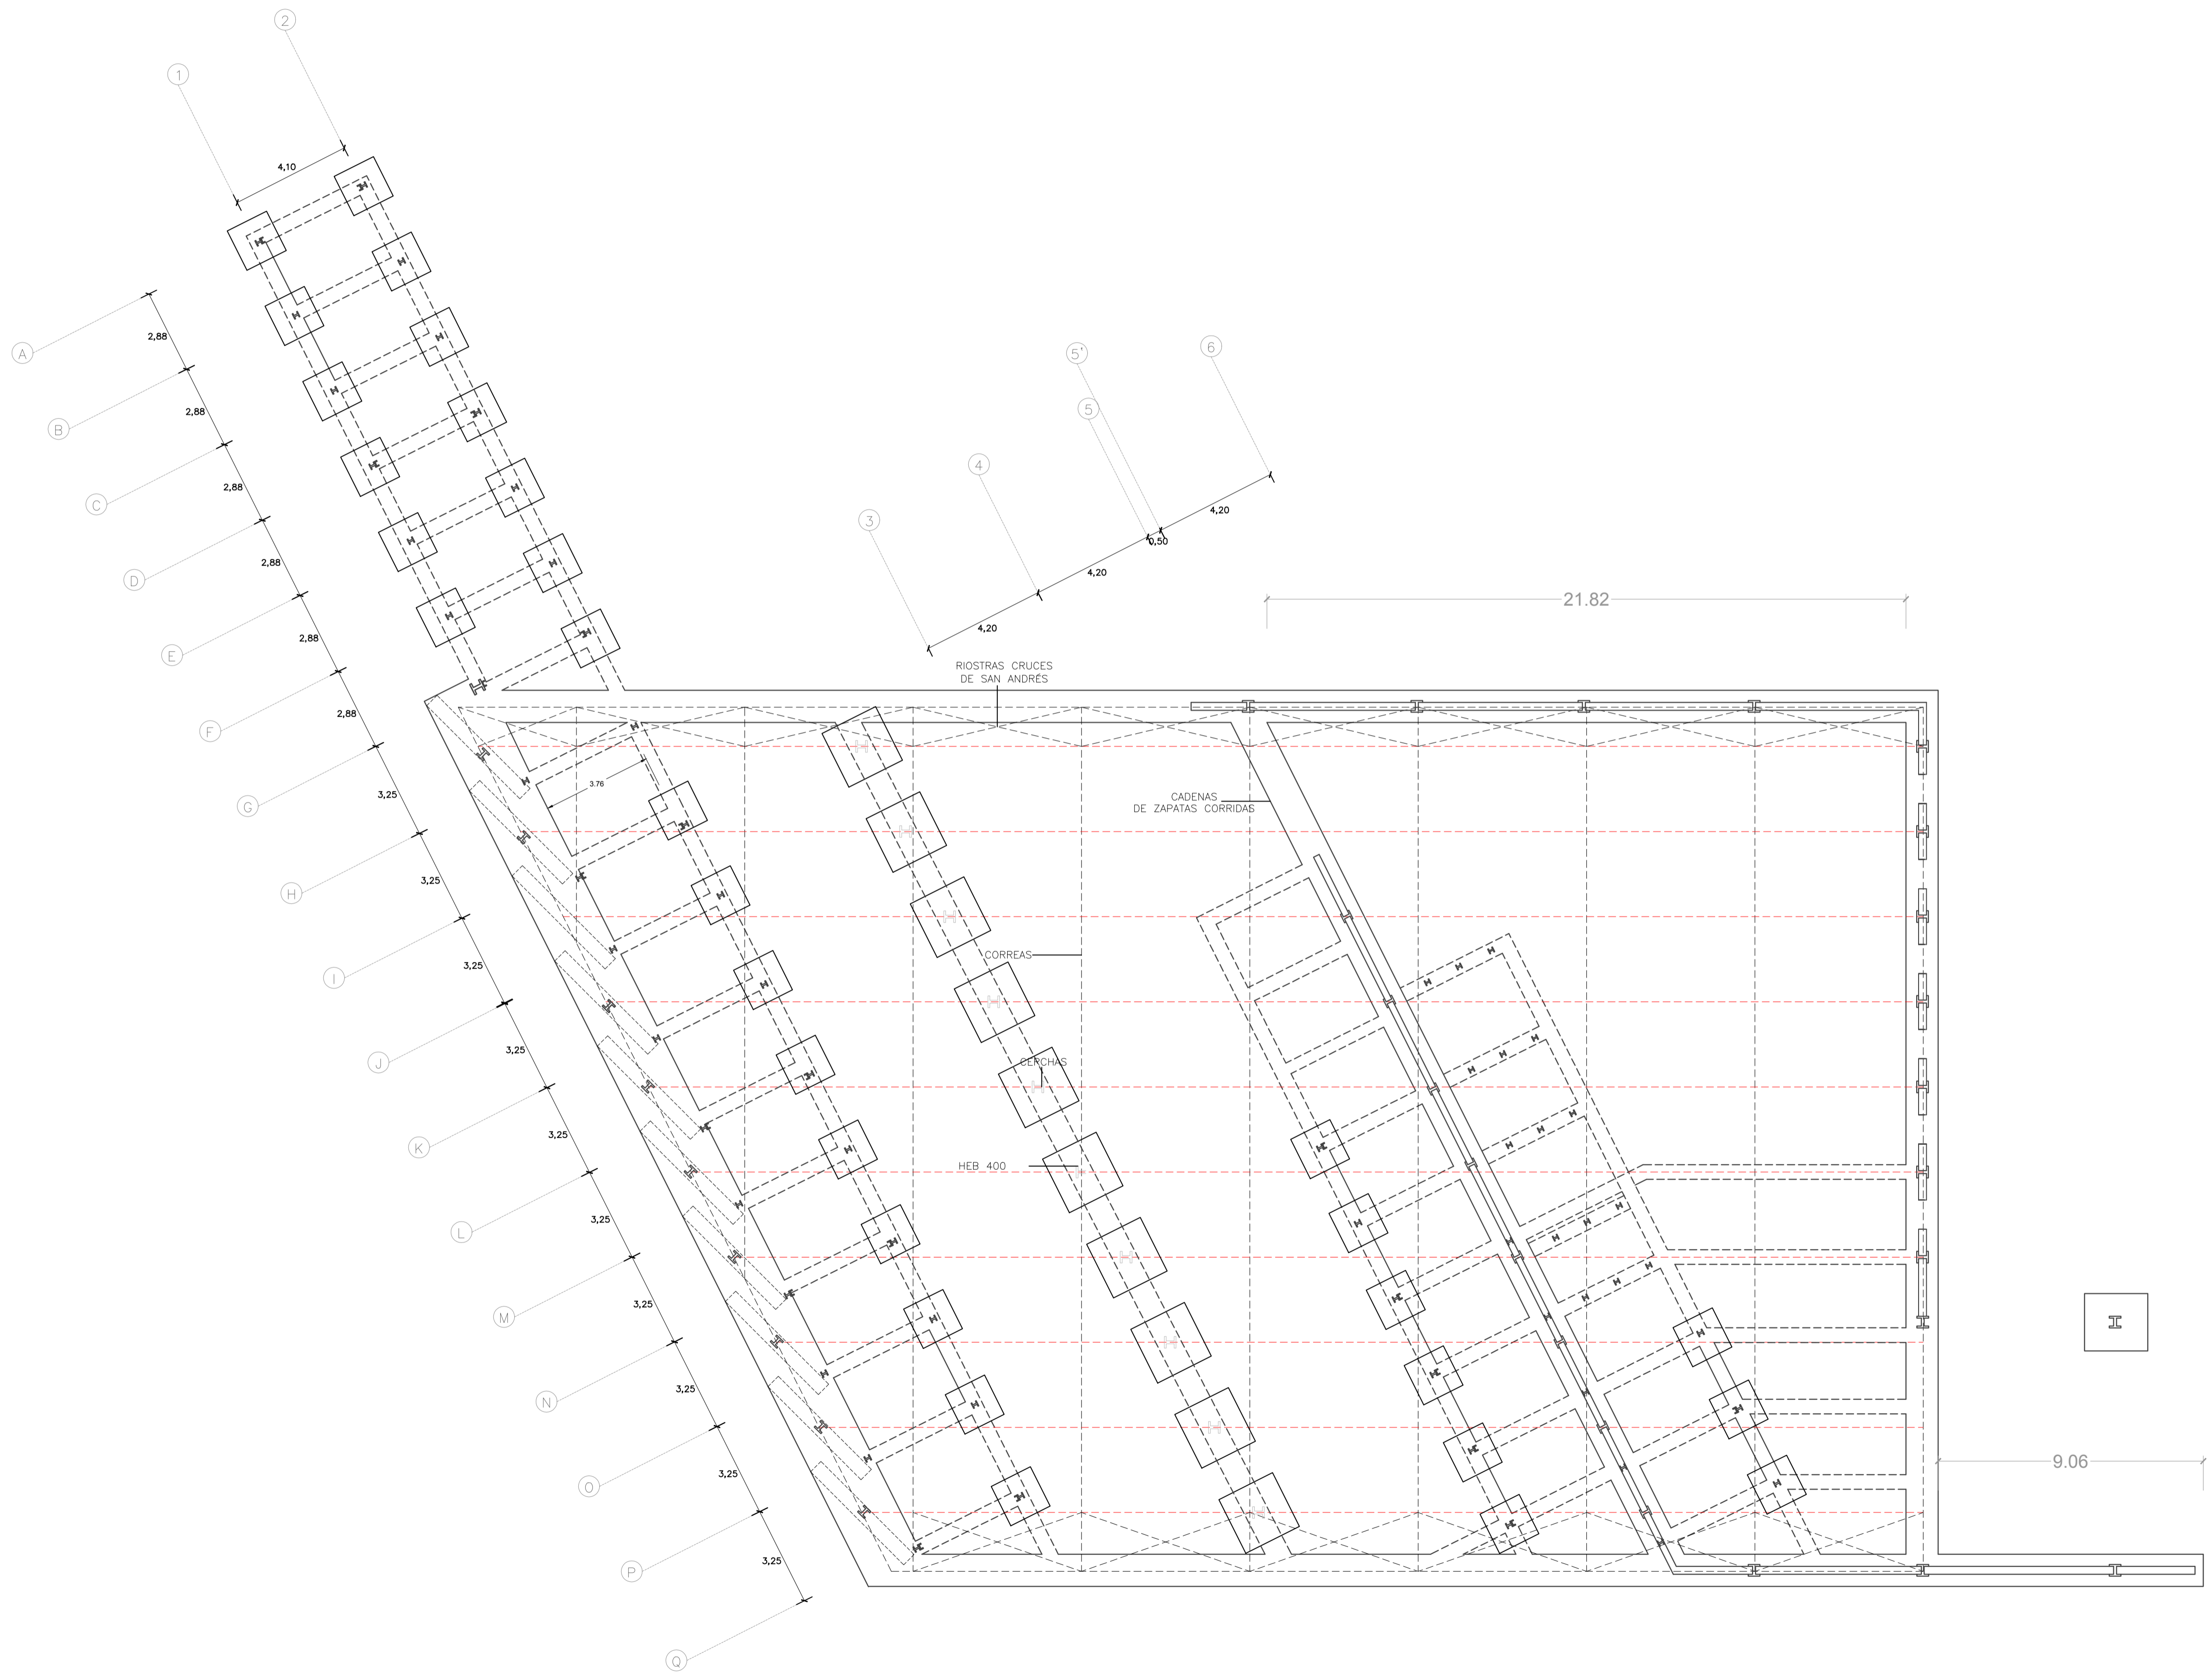 2
1
4,10
A
2,88
B
2,88
C
2,88
D
2,88
E
2,88
F
2,88
G
3,25
H
3,25
I
3,25
J
3,25
K
3,25
L
3,25
M
3,25
N
3,25
O
3,25
P
3,25
Q
3
4
5
5'
6
4,20
4,20
0,50
4,20
21.82
RIOSTRAS CRUCES
DE SAN ANDRÉS
3.76
CADENAS
DE ZAPATAS CORRIDAS
CORREAS
CERCHAS
HEB 400
9.06